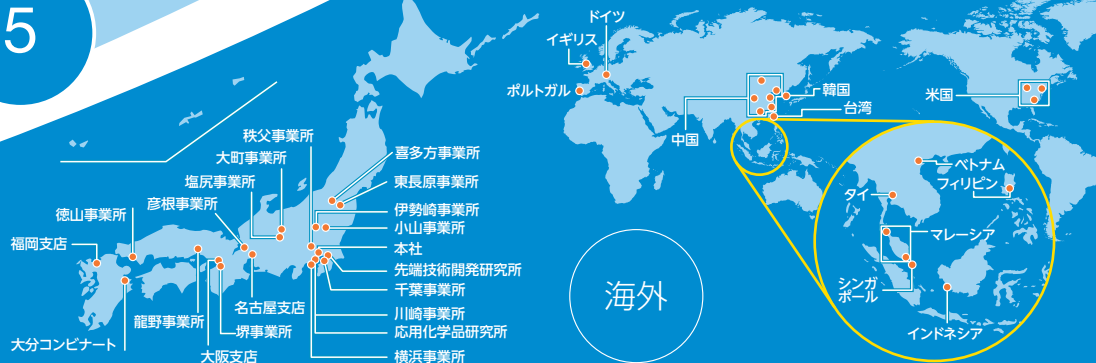 5
秩父事業所
大町事業所
塩尻事業所
彦根事業所
徳山事業所
福岡支店
大分コンビナート
龍野事業所
大阪支店
堺事業所
名古屋支店
喜多方事業所
東長原事業所
伊勢崎事業所
小山事業所
本社
先端技術開発研究所
千葉事業所
川崎事業所
応用化学品研究所
横浜事業所
海外
ドイツ
イギリス
ポルトガル
中国
韓国
台湾
米国
ベトナム
フィリピン
タイ
マレーシア
シンガ
ポール
インドネシア